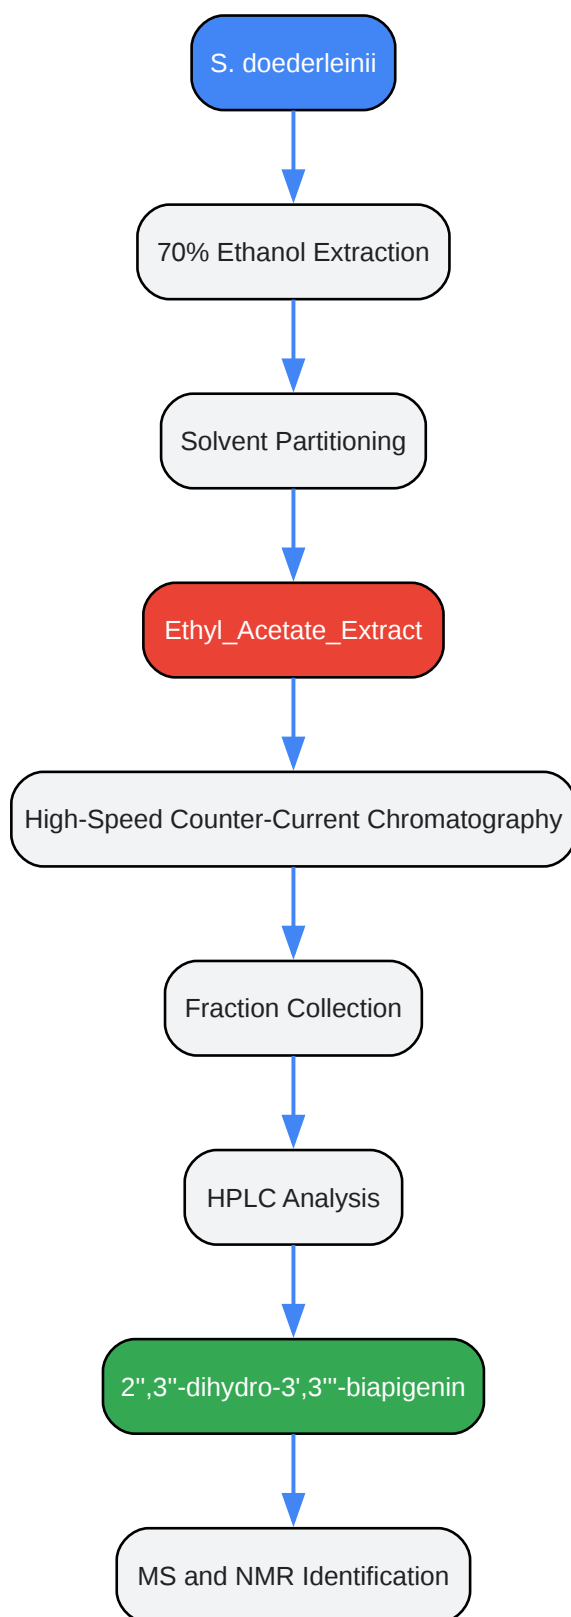 S. doederleinii
70% Ethanol Extraction
Solvent Partitioning
Ethyl_Acetate_Extract
High-Speed Counter-Current Chromatography
Fraction Collection
HPLC Analysis
2'',3''-dihydro-3',3'''-biapigenin
MS and NMR Identification